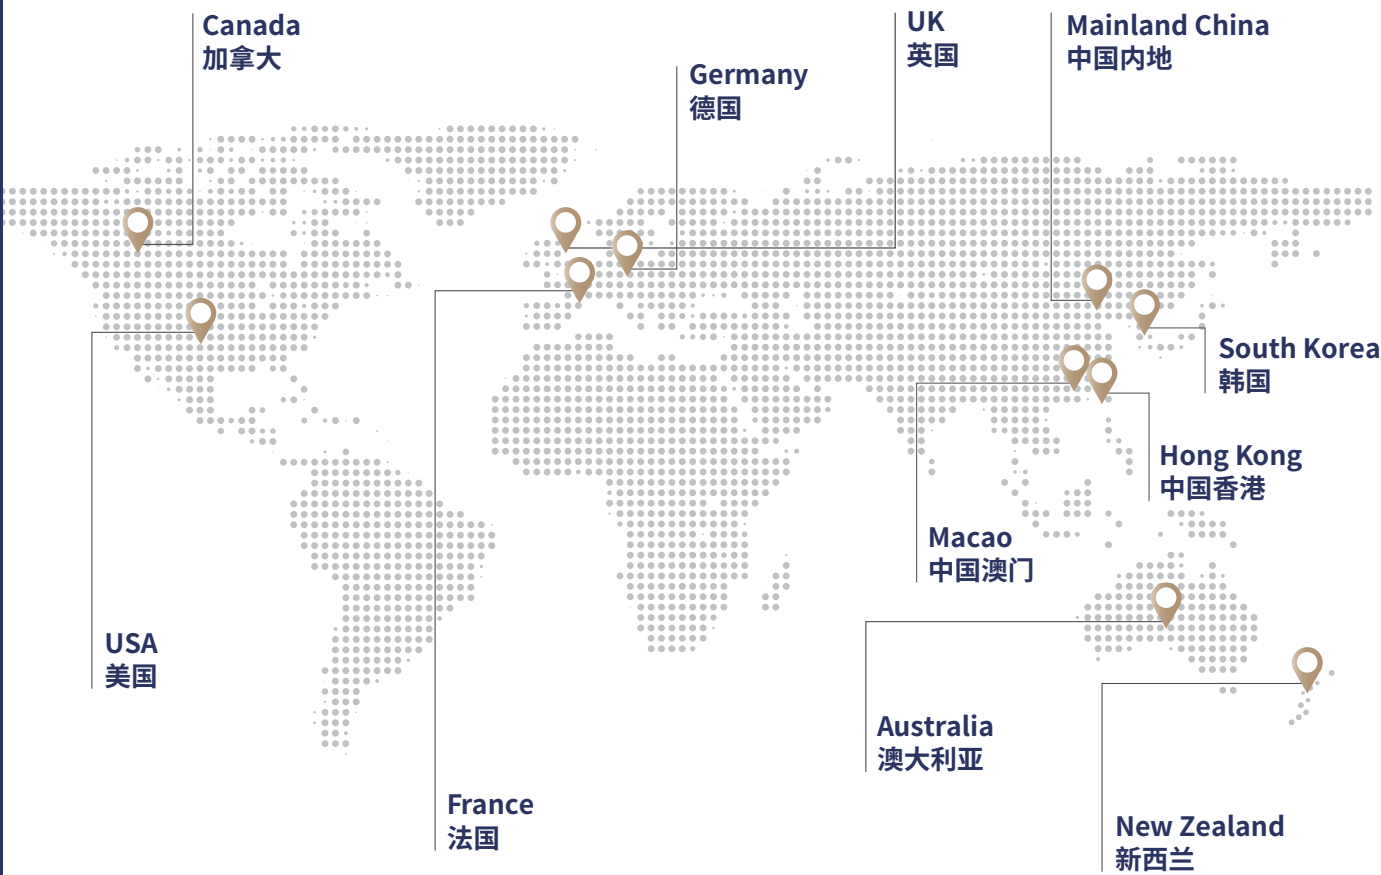 Canada
加拿大
Germany
德国
UK
英国
Mainland China
中国内地
South Korea
韩国
Hong Kong
中国香港
Macao
中国澳门
USA
美国
Australia
澳大利亚
France
法国
New Zealand
新西兰